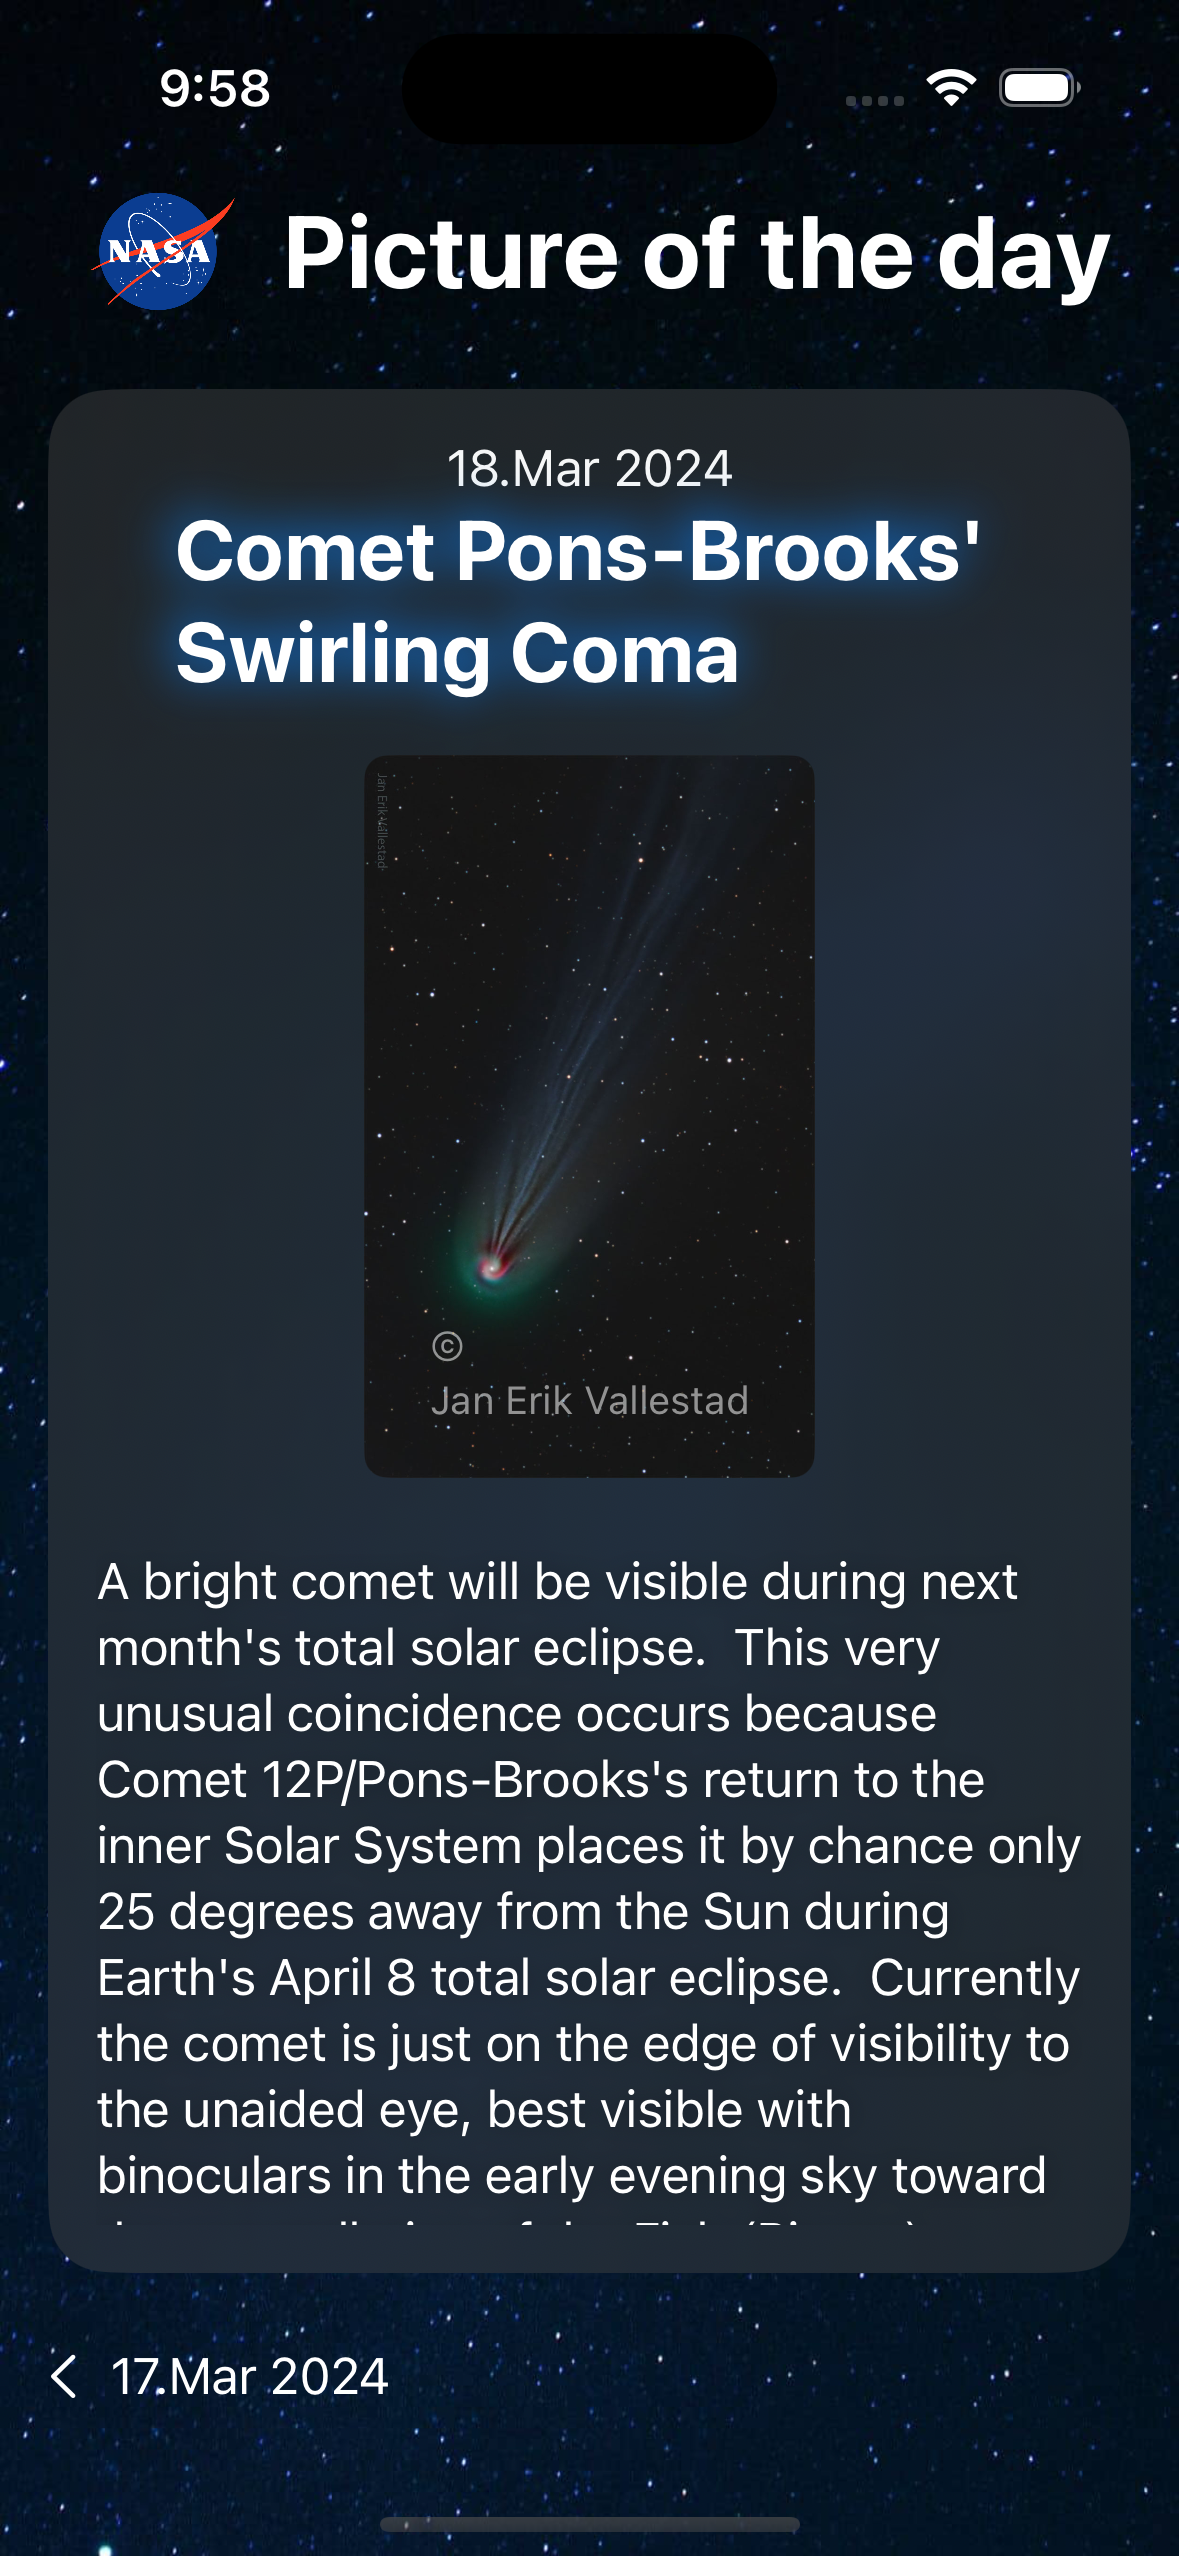 9:58
NASA
Picture of the day
18.Mar 2024
Comet Pons-Brooks'
Swirling Coma
Jan Erik Vallestad
©
Jan Erik Vallestad
A bright comet will be visible during next
month's total solar eclipse.  This very
unusual coincidence occurs because
Comet 12P/Pons-Brooks's return to the
inner Solar System places it by chance only
25 degrees away from the Sun during
Earth's April 8 total solar eclipse.  Currently
the comet is just on the edge of visibility to
the unaided eye, best visible with
binoculars in the early evening sky toward
17.Mar 2024